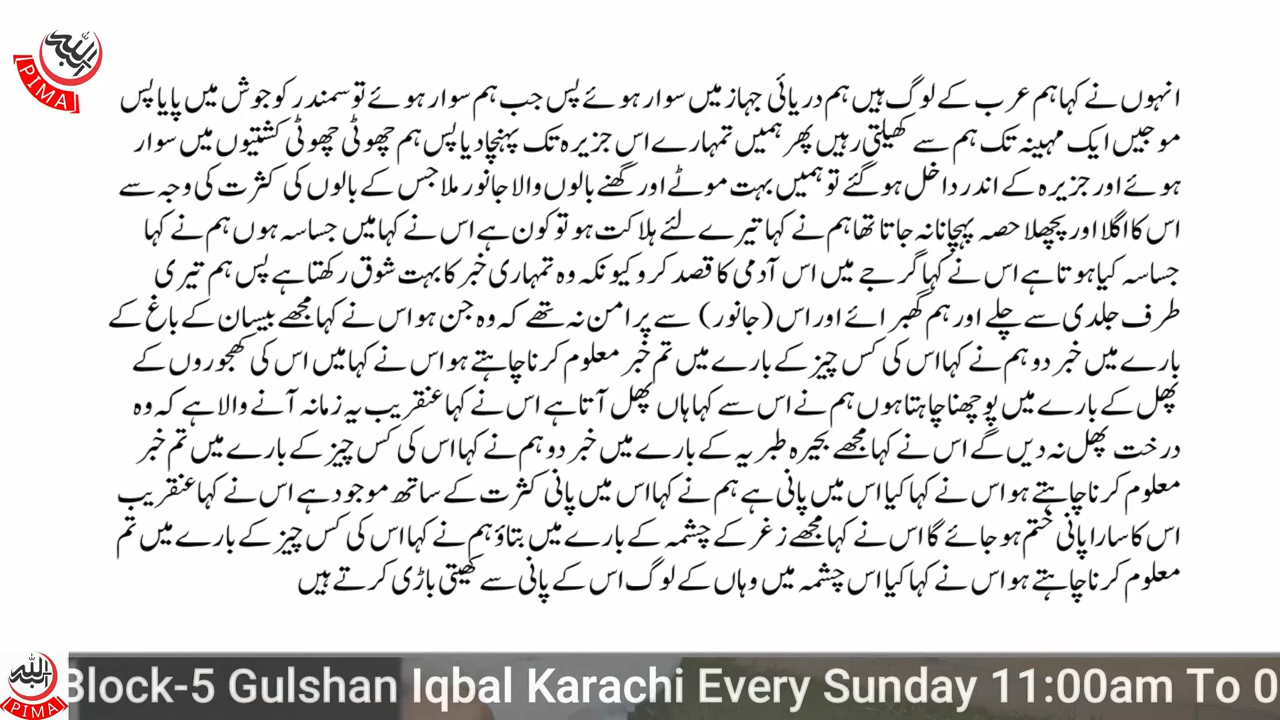 انہوں نے کہا ہم عرب کے لوگ ہیں ہم دریائی جہاز میں سوار ہوئے پس جب ہم سوار ہوئے تو سمندر کو جوش میں پایا پس
موجیں ایک مہینہ تک ہم سے کھیلتی رہیں پھر ہمیں تمہارے اس جزیرہ تک پہنچا دیا پس ہم چھوٹی چھوٹی کشتیوں میں سوار
ہوئے اور جزیرہ کے اندر داخل ہو گئے تو ہمیں بہت موٹے اور گھنے بالوں والا جانور ملا جس کے بالوں کی کثرت کی وجہ سے
اس کا اگلا اور پچھلا حصہ پہچانا نہ جاتا تھا ہم نے کہا تیرے لئے ہلاکت ہو تو کون ہے اس نے کہا میں جساسہ ہوں ہم نے کہا
جساسہ کیا ہوتا ہے اس نے کہا گرجے میں اس آدمی کا قصد کرو کیونکہ وہ تمہاری خبر کا بہت شوق رکھتا ہے پس ہم تیری
طرف جلدی سے چلے اور ہم گھبرائے اور اس (جانور) سے پر امن نہ تھے کہ وہ جن ہو اس نے کہا مجھے بیسان کے باغ کے
بارے میں خبر دو ہم نے کہا اس کی کس چیز کے بارے میں تم خبر معلوم کرنا چاہتے ہو اس نے کہا میں اس کی کھجوروں کے
پھل کے بارے میں پوچھنا چاہتا ہوں ہم نے اس سے کہا ہاں پھل آتا ہے اس نے کہا عنقریب یہ زمانہ آنے والا ہے کہ وہ
درخت پھل نہ دیں گے اس نے کہا مجھے بحیرہ طبریہ کے بارے میں خبر دو ہم نے کہا اس کی کس چیز کے بارے میں تم خبر
معلوم کرنا چاہتے ہو اس نے کہا کیا اس میں پانی ہے ہم نے کہا اس میں پانی کثرت کے ساتھ موجود ہے اس نے کہا عنقریب
اس کا سارا پانی ختم ہو جائے گا اس نے کہا مجھے زغر کے چشمہ کے بارے میں بتاؤ ہم نے کہا اس کی کس چیز کے بارے میں تم
معلوم کرنا چاہتے ہو اس نے کہا کیا اس چشمہ میں وہاں کے لوگ اس کے پانی سے کھیتی باڑی کرتے ہیں
الله
PIMA
الله
PIMA
Block-5 Gulshan Iqbal Karachi Every Sunday 11:00am To 0